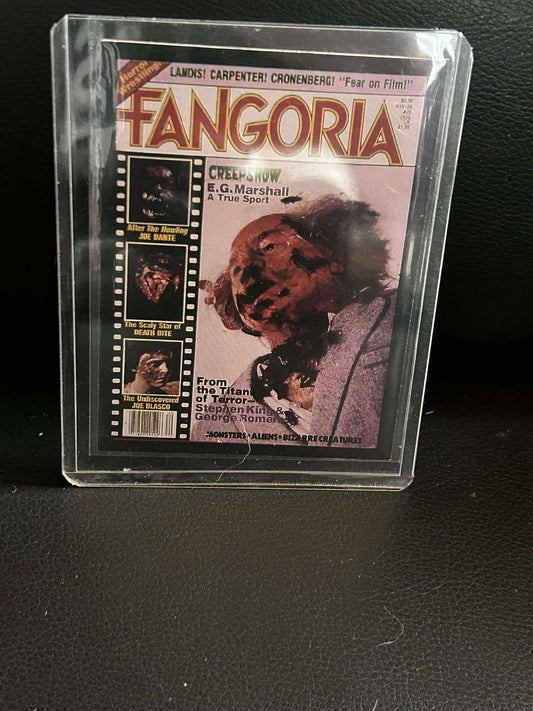 Horror
Wrestling!
LANDIS! CARPENTER! CRONENBERG! "Fear on Film!"
FANGORIA
CREEPSHOW
E.G. Marshall
A True Sport
After The Howling
JOE DANTE
The Scaly Star of
DEATH BITE
The Undiscovered
JOE BLASCO
From
the Titans
of Terror—
Stephen King &
George Romero
MONSTERS • ALIENS • BIZARRE CREATURES